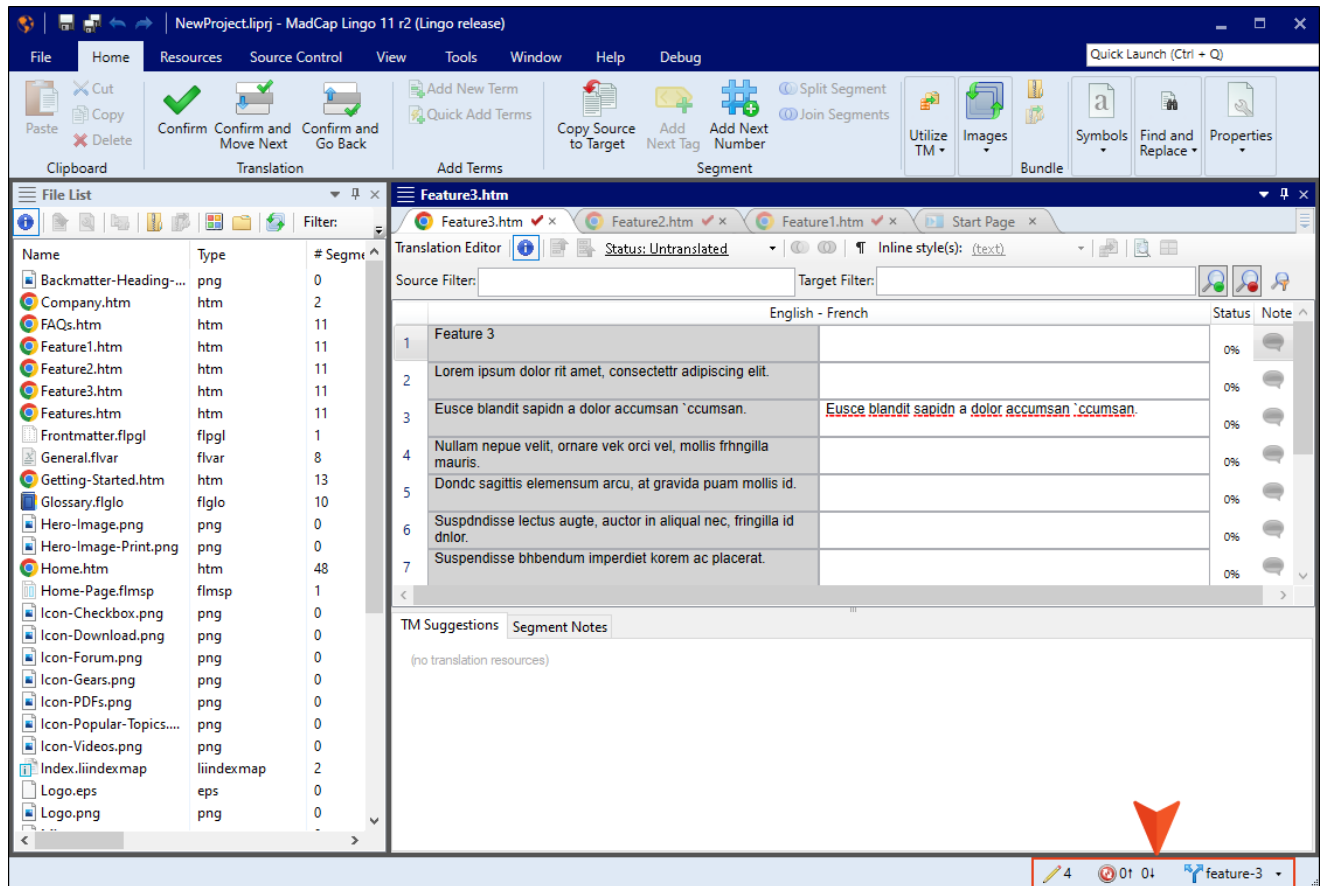 NewProject.liprj - MadCap Lingo 11 r2 (Lingo release)
File Home Resources Source Control View Tools Window Help Debug Quick Launch (Ctrl + Q)
Paste
Cut
Copy
Delete
Clipboard
Confirm
Confirm and Move Next
Confirm and Go Back
Translation
Add New Term
Quick Add Terms
Add Terms
Copy Source to Target
Add Next Tag
Add Next Number
Split Segment
Join Segments
Segment
Utilize TM
Images
Bundle
Symbols
Find and Replace
Properties
File List
Filter:
Name Type # Segme
Backmatter-Heading-... png 0
Company.htm htm 2
FAQs.htm htm 11
Feature1.htm htm 11
Feature2.htm htm 11
Feature3.htm htm 11
Features.htm htm 11
Frontmatter.flpgl flpgl 1
General.flvar flvar 8
Getting-Started.htm htm 13
Glossary.flglo flglo 10
Hero-Image.png png 0
Hero-Image-Print.png png 0
Home.htm htm 48
Home-Page.flmsp flmsp 1
Icon-Checkbox.png png 0
Icon-Download.png png 0
Icon-Forum.png png 0
Icon-Gears.png png 0
Icon-PDFs.png png 0
Icon-Popular-Topics.... png 0
Icon-Videos.png png 0
Index.liindexmap liindexmap 2
Logo.eps eps 0
Logo.png png 0
Feature3.htm
Feature3.htm Feature2.htm Feature1.htm Start Page
Translation Editor Status: Untranslated Inline style(s): (text)
Source Filter: Target Filter:
English - French Status Note
1 Feature 3 0%
2 Lorem ipsum dolor rit amet, consectettr adipiscing elit. 0%
3 Eusce blandit sapidn a dolor accumsan `ccumsan. Eusce blandit sapidn a dolor accumsan `ccumsan. 0%
4 Nullam nepue velit, ornare vek orci vel, mollis frhngilla
mauris. 0%
5 Dondc sagittis elemensum arcu, at gravida puam mollis id. 0%
6 Suspdndisse lectus augte, auctor in aliqual nec, fringilla id
dnlor. 0%
7 Suspendisse bhbendum imperdiet korem ac placerat. 0%
TM Suggestions Segment Notes
(no translation resources)
4 0↑ 0↓ feature-3